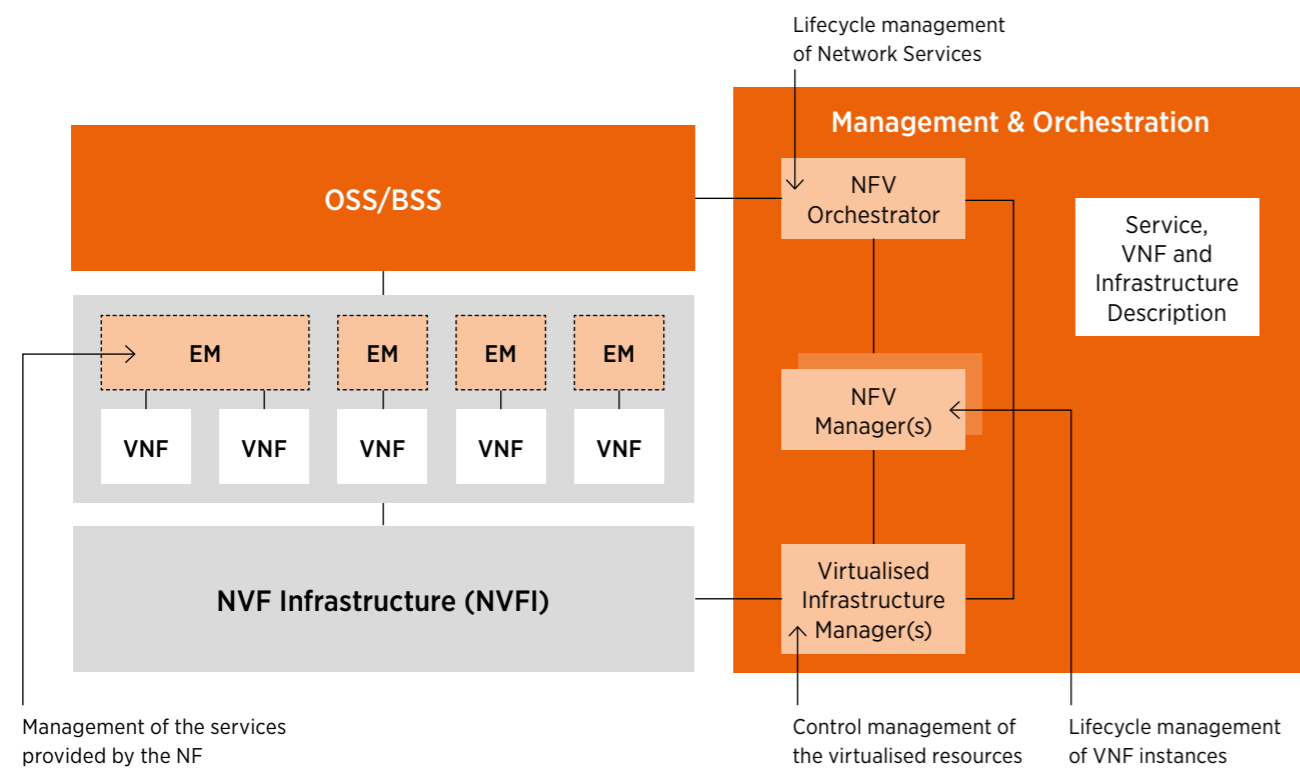 Lifecycle management
of Network Services
Management & Orchestration
OSS/BSS
NFV
Orchestrator
Service,
VNF and
Infrastructure
Description
EM
EM
EM
EM
NFV
Manager(s)
VNF
VNF
VNF
VNF
VNF
NVF Infrastructure (NVFI)
Virtualised
Infrastructure
Manager(s)
Management of the services
provided by the NF
Control management of
the virtualised resources
Lifecycle management
of VNF instances